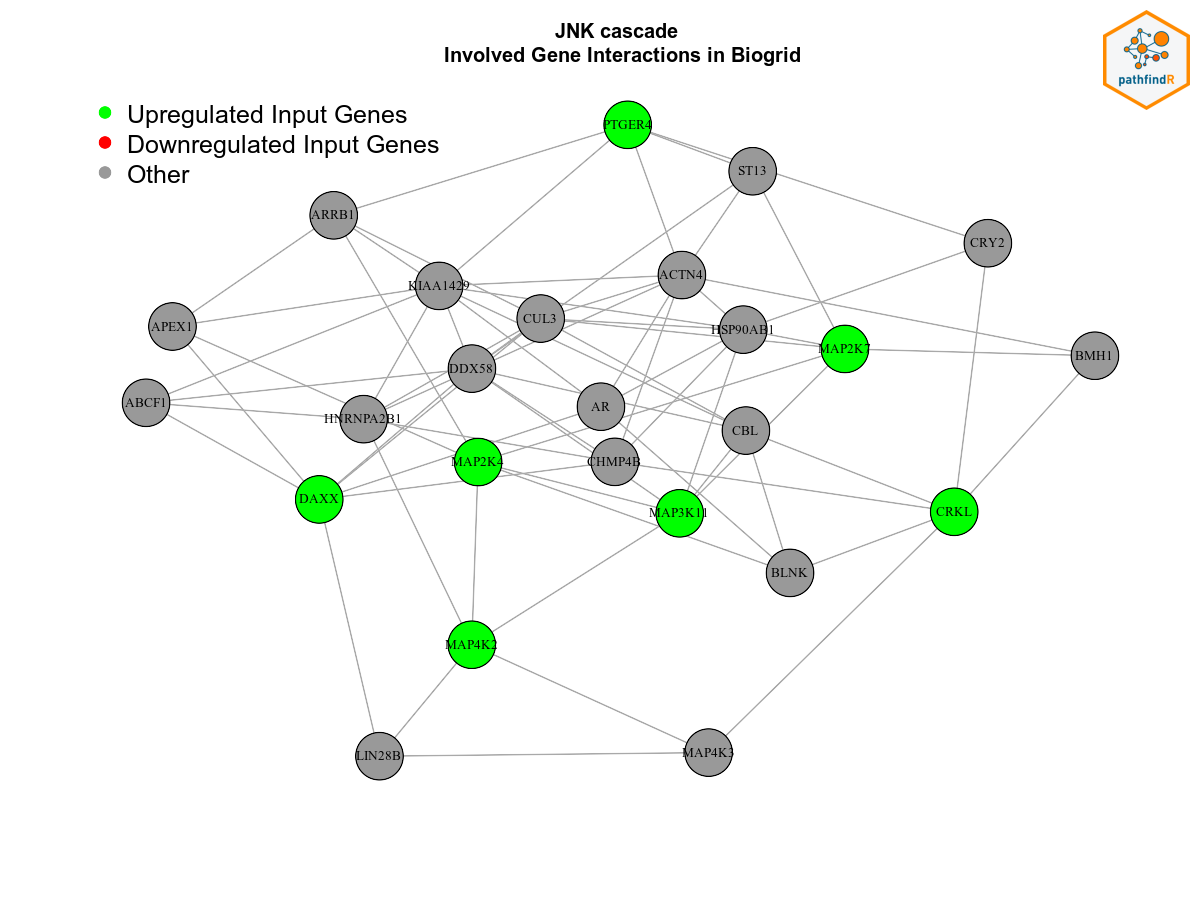 JNK cascade
Involved Gene Interactions in Biogrid
pathfindR
Upregulated Input Genes
Downregulated Input Genes
Other
PTGER4
ST13
ARRB1
CRY2
KIAA1429
ACTN4
CUL3
APEX1
HSP90AB1
MAP2K7
BMH1
DDX58
ABCF1
AR
HNRNPA2B1
CBL
MAP2K4
CHMP4B
DAXX
MAP3K11
CRKL
BLNK
MAP4K2
LIN28B
MAP4K3